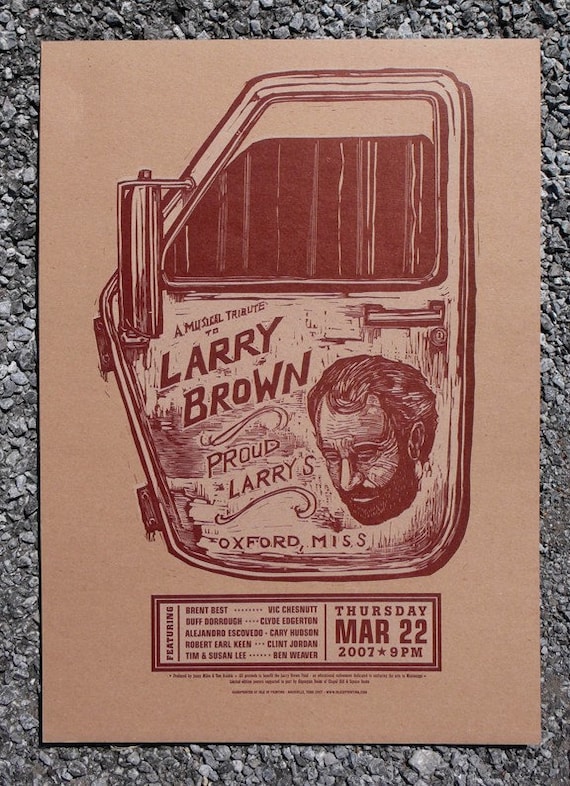 A MUSICAL TRIBUTE
TO
LARRY
BROWN
PROUD
LARRY'S
OXFORD, MISS
FEATURING
BRENT BEST ········ VIC CHESNUTT
DUFF DORROUGH ···· CLYDE EDGERTON
ALEJANDRO ESCOVEDO · CARY HUDSON
ROBERT EARL KEEN ··· CLINT JORDAN
TIM & SUSAN LEE ······ BEN WEAVER
THURSDAY
MAR 22
2007 ★ 9PM